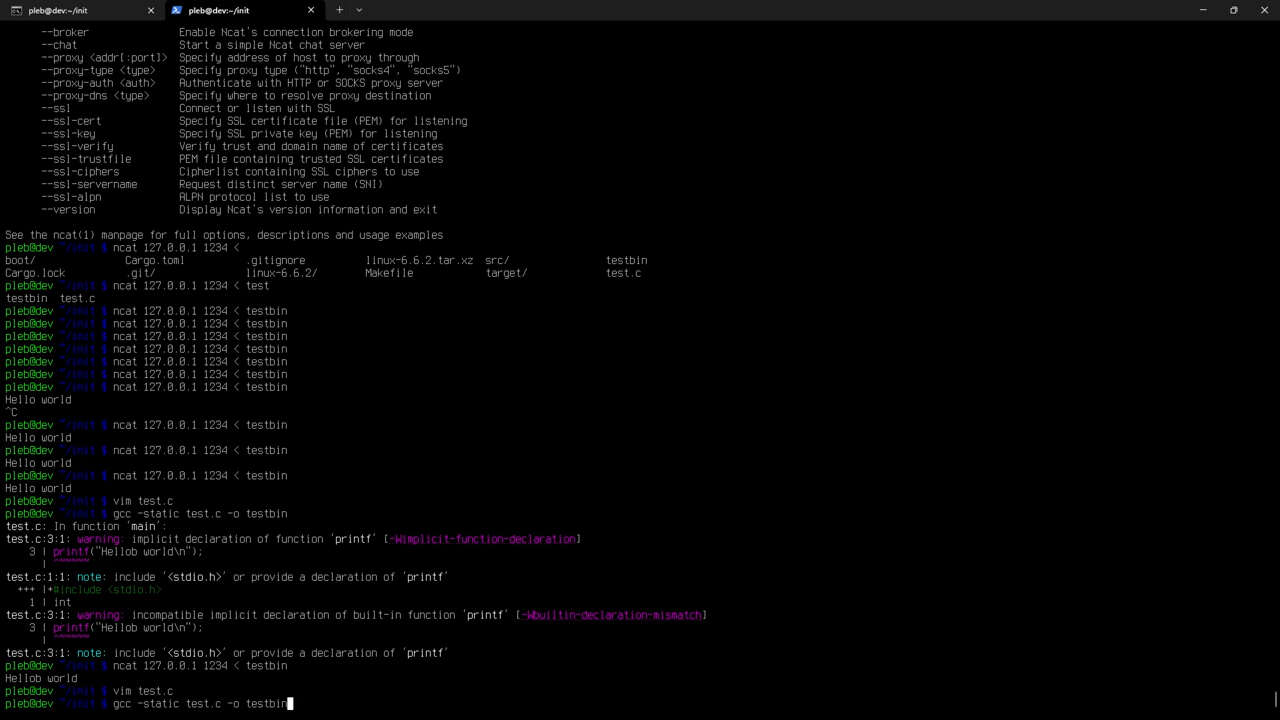 pleb@dev:~/init
pleb@dev:~/init
--broker Enable Ncat's connection brokering mode
--chat Start a simple Ncat chat server
--proxy <addr[:port]> Specify address of host to proxy through
--proxy-type <type> Specify proxy type ("http", "socks4", "socks5")
--proxy-auth <auth> Authenticate with HTTP or SOCKS proxy server
--proxy-dns <type> Specify where to resolve proxy destination
--ssl Connect or listen with SSL
--ssl-cert Specify SSL certificate file (PEM) for listening
--ssl-key Specify SSL private key (PEM) for listening
--ssl-verify Verify trust and domain name of certificates
--ssl-trustfile PEM file containing trusted SSL certificates
--ssl-ciphers Cipherlist containing SSL ciphers to use
--ssl-servername Request distinct server name (SNI)
--ssl-alpn ALPN protocol list to use
--version Display Ncat's version information and exit
See the ncat(1) manpage for full options, descriptions and usage examples
pleb@dev ~/init $ ncat 127.0.0.1 1234 <
boot/ Cargo.toml .gitignore linux-6.6.2.tar.xz src/ testbin
Cargo.lock .git/ linux-6.6.2/ Makefile target/ test.c
pleb@dev ~/init $ ncat 127.0.0.1 1234 < test
testbin test.c
pleb@dev ~/init $ ncat 127.0.0.1 1234 < testbin
pleb@dev ~/init $ ncat 127.0.0.1 1234 < testbin
pleb@dev ~/init $ ncat 127.0.0.1 1234 < testbin
pleb@dev ~/init $ ncat 127.0.0.1 1234 < testbin
pleb@dev ~/init $ ncat 127.0.0.1 1234 < testbin
pleb@dev ~/init $ ncat 127.0.0.1 1234 < testbin
pleb@dev ~/init $ ncat 127.0.0.1 1234 < testbin
Hello world
^C
pleb@dev ~/init $ ncat 127.0.0.1 1234 < testbin
Hello world
pleb@dev ~/init $ ncat 127.0.0.1 1234 < testbin
Hello world
pleb@dev ~/init $ ncat 127.0.0.1 1234 < testbin
Hello world
pleb@dev ~/init $ vim test.c
pleb@dev ~/init $ gcc -static test.c -o testbin
test.c: In function ‘main’:
test.c:3:1: warning: implicit declaration of function ‘printf’ [-Wimplicit-function-declaration]
3 | printf("Hellob world\n");
| ^~~~~~
test.c:1:1: note: include ‘<stdio.h>’ or provide a declaration of ‘printf’
+++ |+#include <stdio.h>
1 | int
test.c:3:1: warning: incompatible implicit declaration of built-in function ‘printf’ [-Wbuiltin-declaration-mismatch]
3 | printf("Hellob world\n");
| ^~~~~~
test.c:3:1: note: include ‘<stdio.h>’ or provide a declaration of ‘printf’
pleb@dev ~/init $ ncat 127.0.0.1 1234 < testbin
Hellob world
pleb@dev ~/init $ vim test.c
pleb@dev ~/init $ gcc -static test.c -o testbin